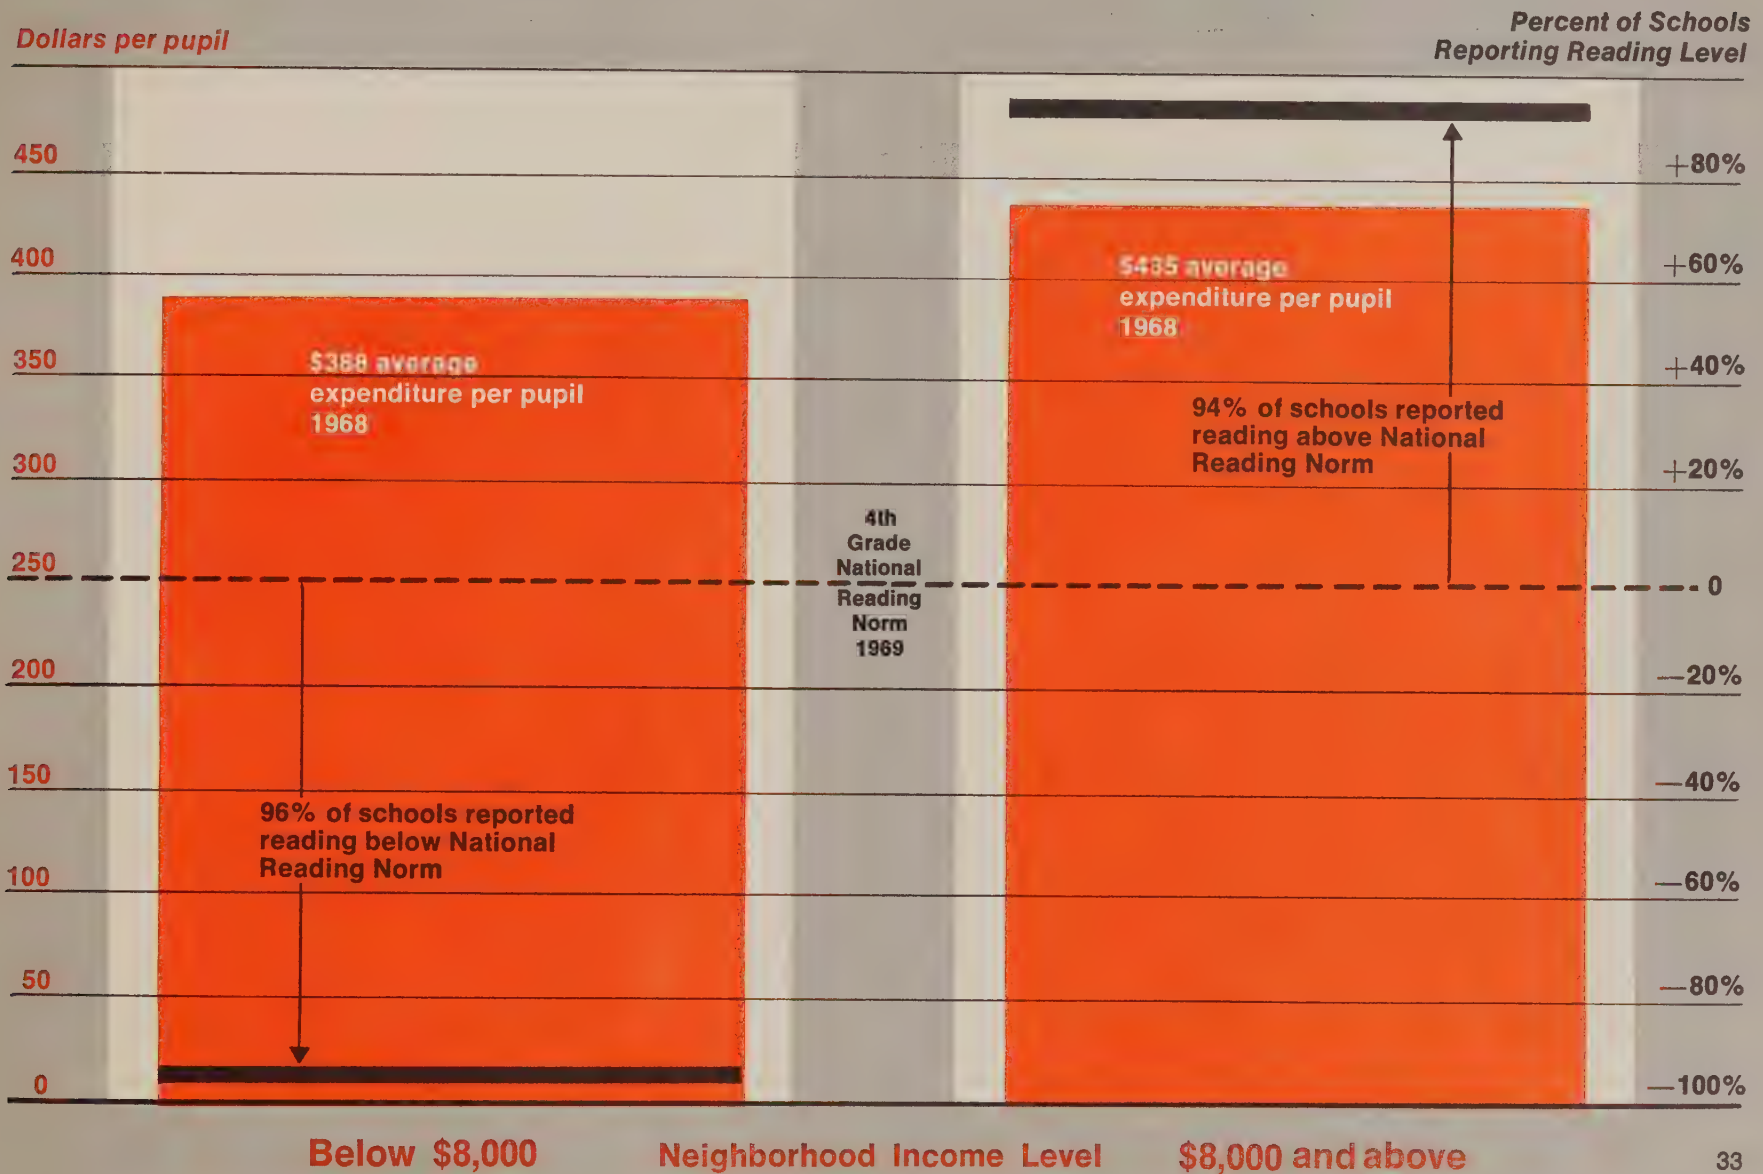 Dollars per pupil
Percent of Schools
Reporting Reading Level
450
400
350
300
250
200
150
100
50
0
$388 average
expenditure per pupil
1968
96% of schools reported
reading below National
Reading Norm
4th
Grade
National
Reading
Norm
1969
$435 average
expenditure per pupil
1968
94% of schools reported
reading above National
Reading Norm
+80%
+60%
+40%
+20%
0
—20%
—40%
—60%
—80%
—100%
Below $8,000
Neighborhood Income Level
$8,000 and above
33